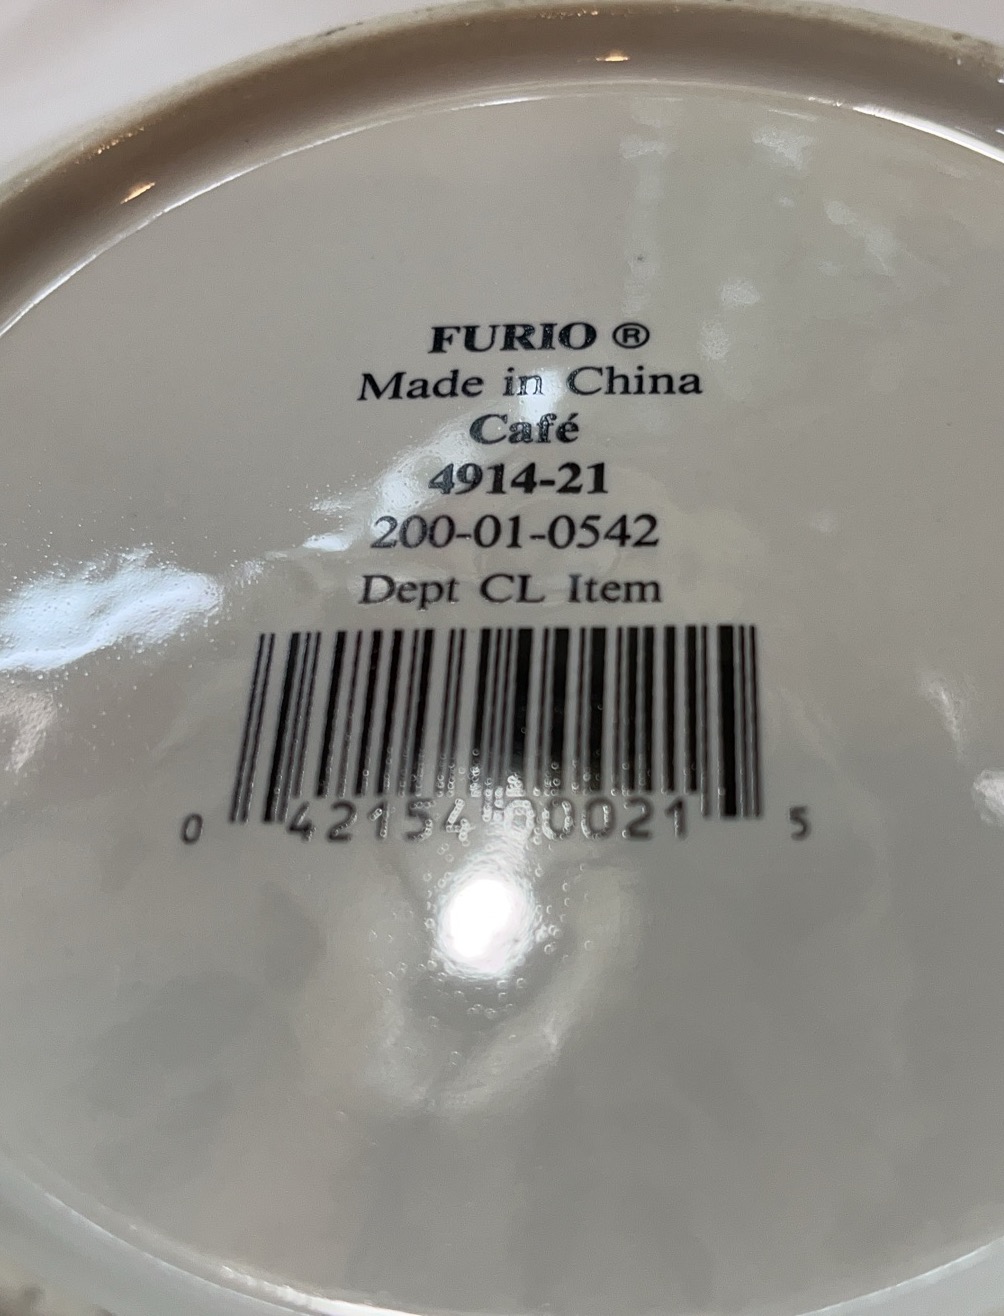 FURIO ®
Made in China
Café
4914-21
200-01-0542
Dept CL Item
0 42154 00021 5